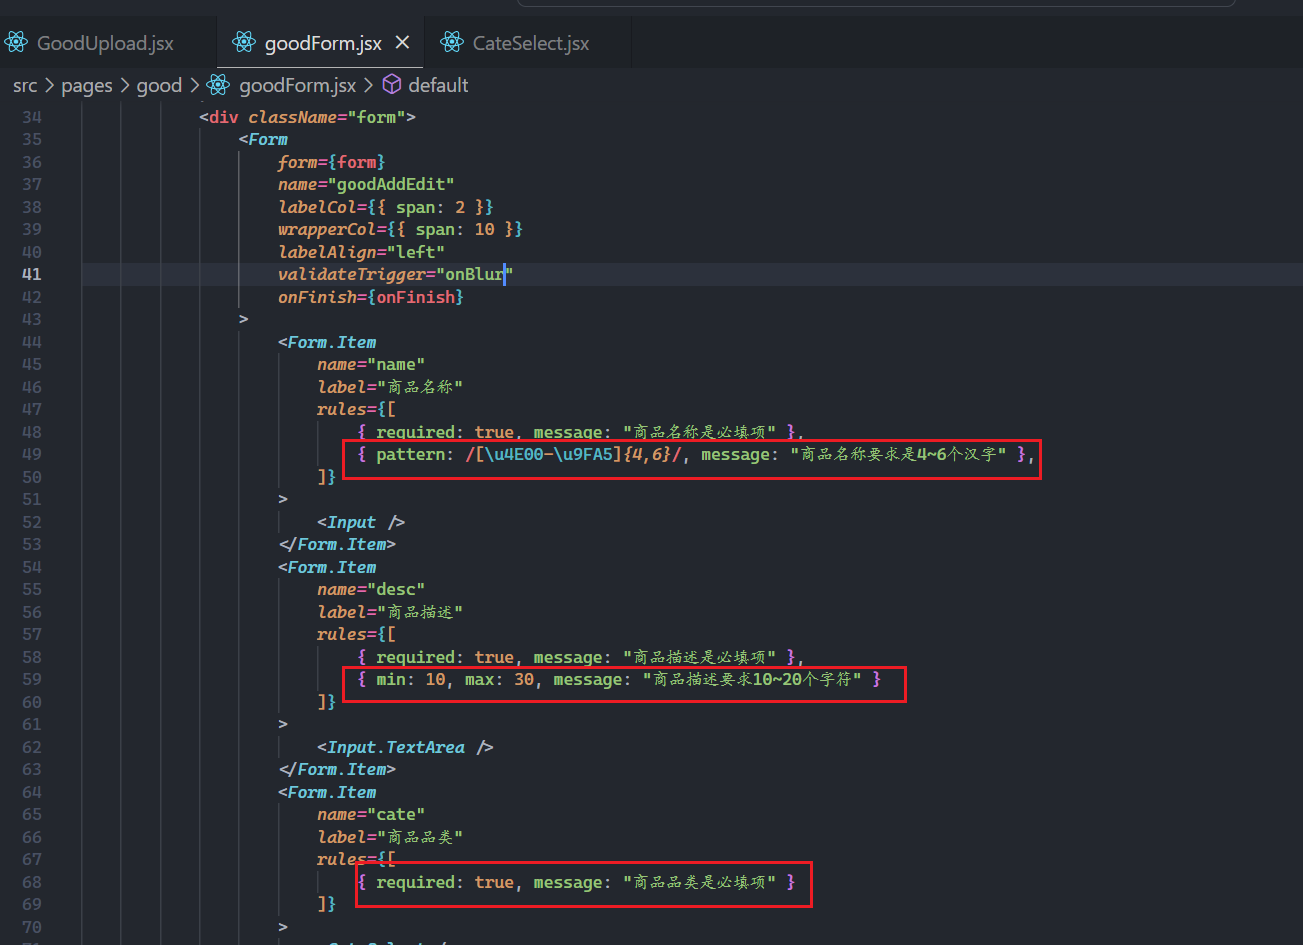 GoodUpload.jsx goodForm.jsx CateSelect.jsx
src > pages > good > goodForm.jsx > default
34 <div className="form">
35 <Form
36 form={form}
37 name="goodAddEdit"
38 labelCol={{ span: 2 }}
39 wrapperCol={{ span: 10 }}
40 labelAlign="left"
41 validateTrigger="onBlur"
42 onFinish={onFinish}
43 >
44 <Form.Item
45 name="name"
46 label="商品名称"
47 rules={[
48 { required: true, message: "商品名称是必填项" },
49 { pattern: /[\u4E00-\u9FA5]{4,6}/, message: "商品名称要求是4~6个汉字" },
50 ]}
51 >
52 <Input />
53 </Form.Item>
54 <Form.Item
55 name="desc"
56 label="商品描述"
57 rules={[
58 { required: true, message: "商品描述是必填项" },
59 { min: 10, max: 30, message: "商品描述要求10~20个字符" }
60 ]}
61 >
62 <Input.TextArea />
63 </Form.Item>
64 <Form.Item
65 name="cate"
66 label="商品品类"
67 rules={[
68 { required: true, message: "商品品类是必填项" }
69 ]}
70 >